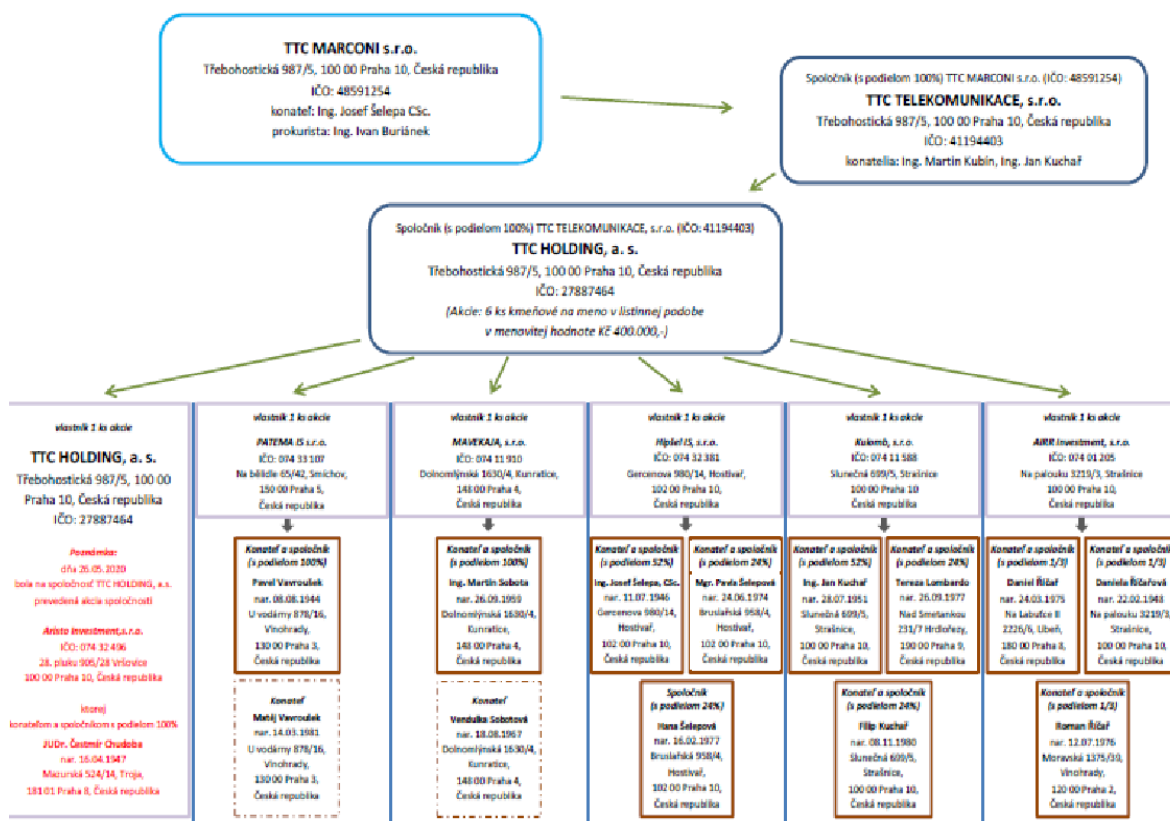 TTC MARCONI s.r.o.
Třebohostická 987/5, 100 00 Praha 10, Česká republika
IČO: 48591254
konateľ: Ing. Josef Šelepa CSc.
prokurista: Ing. Ivan Buriánek
Spoločník (s podielom 100%) TTC MARCONI s.r.o. (IČO: 48591254)
TTC TELEKOMUNIKACE, s.r.o.
Třebohostická 987/5, 100 00 Praha 10, Česká republika
IČO: 41194403
konatelia: Ing. Martin Kubín, Ing. Jan Kuchař
Spoločník (s podielom 100%) TTC TELEKOMUNIKACE, s.r.o. (IČO: 41194403)
TTC HOLDING, a. s.
Třebohostická 987/5, 100 00 Praha 10, Česká republika
IČO: 27887464
(Akcie: 6 ks kmeňové na meno v listinnej podobe
v menovitej hodnote KČ 400.000,-)
vlastník 1 ks akcie
TTC HOLDING, a. s.
Třebohostická 987/5, 100 00
Praha 10, Česká republika
IČO: 27887464
Poznámka:
dňa 26.05.2020
bola na spoločnosť TTC HOLDING, a.s.
prevedená akcia spoločnosti
Aristo Investment,s.r.o.
IČO: 074 32 496
28. pluku 905/28 Vršovice
100 00 Praha 10, Česká republika
ktorej
konateľom a spoločníkom s podielom 100%
JUDr. Čestmír Chudoba
nar. 16.04.1947
Mazurská 524/14, Troja,
181 01 Praha 8, Česká republika
vlastník 1 ks akcie
PATEMA IS s.r.o.
IČO: 074 33 107
Na bělidle 65/42, Smíchov,
150 00 Praha 5,
Česká republika
Konateľ a spoločník
(s podielom 100%)
Pavel Vavroušek
nar. 08.08.1944
U vodárny 878/16,
Vinohrady,
130 00 Praha 3,
Česká republika
Konateľ
Matěj Vavroušek
nar. 14.03.1981
U vodárny 878/16,
Vinohrady,
130 00 Praha 3,
Česká republika
vlastník 1 ks akcie
MAVEKAJA, s.r.o.
IČO: 074 11 910
Dolnomlýnská 1630/4, Kunratice,
148 00 Praha 4,
Česká republika
Konateľ a spoločník
(s podielom 100%)
Ing. Martin Sobota
nar. 26.09.1959
Dolnomlýnská 1630/4,
Kunratice,
148 00 Praha 4,
Česká republika
Konateľ
Vendulka Sobotová
nar. 18.08.1967
Dolnomlýnská 1630/4,
Kunratice,
148 00 Praha 4,
Česká republika
vlastník 1 ks akcie
Hipšel IS, s.r.o.
IČO: 074 32 381
Gercenova 980/14, Hostivař,
102 00 Praha 10,
Česká republika
Konateľ a spoločník
(s podielom 52%)
Ing. Josef Šelepa, CSc.
nar. 11.07.1946
Gercenova 980/14,
Hostivař,
102 00 Praha 10,
Česká republika
Konateľ a spoločník
(s podielom 24%)
Mgr. Pavla Šelepová
nar. 24.06.1974
Bruslařská 958/4,
Hostivař,
102 00 Praha 10,
Česká republika
Spoločník
(s podielom 24%)
Hana Šelepová
nar. 16.02.1977
Bruslařská 958/4,
Hostivař,
102 00 Praha 10,
Česká republika
vlastník 1 ks akcie
Kulomb, s.r.o.
IČO: 074 11 588
Slunečná 699/5, Strašnice
100 00 Praha 10
Česká republika
Konateľ a spoločník
(s podielom 52%)
Ing. Jan Kuchař
nar. 28.07.1951
Slunečná 699/5,
Strašnice,
100 00 Praha 10,
Česká republika
Konateľ a spoločník
(s podielom 24%)
Tereza Lombardo
nar. 26.09.1977
Nad Smetankou
231/7 Hrdlořezy,
190 00 Praha 9,
Česká republika
Konateľ a spoločník
(s podielom 24%)
Filip Kuchař
nar. 08.11.1980
Slunečná 699/5,
Strašnice,
100 00 Praha 10,
Česká republika
vlastník 1 ks akcie
AIRR Investment, s.r.o.
IČO: 074 01 205
Na palouku 3219/3, Strašnice
100 00 Praha 10,
Česká republika
Konateľ a spoločník
(s podielom 1/3)
Daniel Říčař
nar. 24.03.1975
Na Labuťce II
2226/6, Libeň,
180 00 Praha 8,
Česká republika
Konateľ a spoločník
(s podielom 1/3)
Daniela Říčařová
nar. 22.02.1948
Na palouku 3219/3,
Strašnice,
100 00 Praha 10,
Česká republika
Konateľ a spoločník
(s podielom 1/3)
Roman Říčař
nar. 12.07.1976
Moravská 1375/39,
Vinohrady,
120 00 Praha 2,
Česká republika